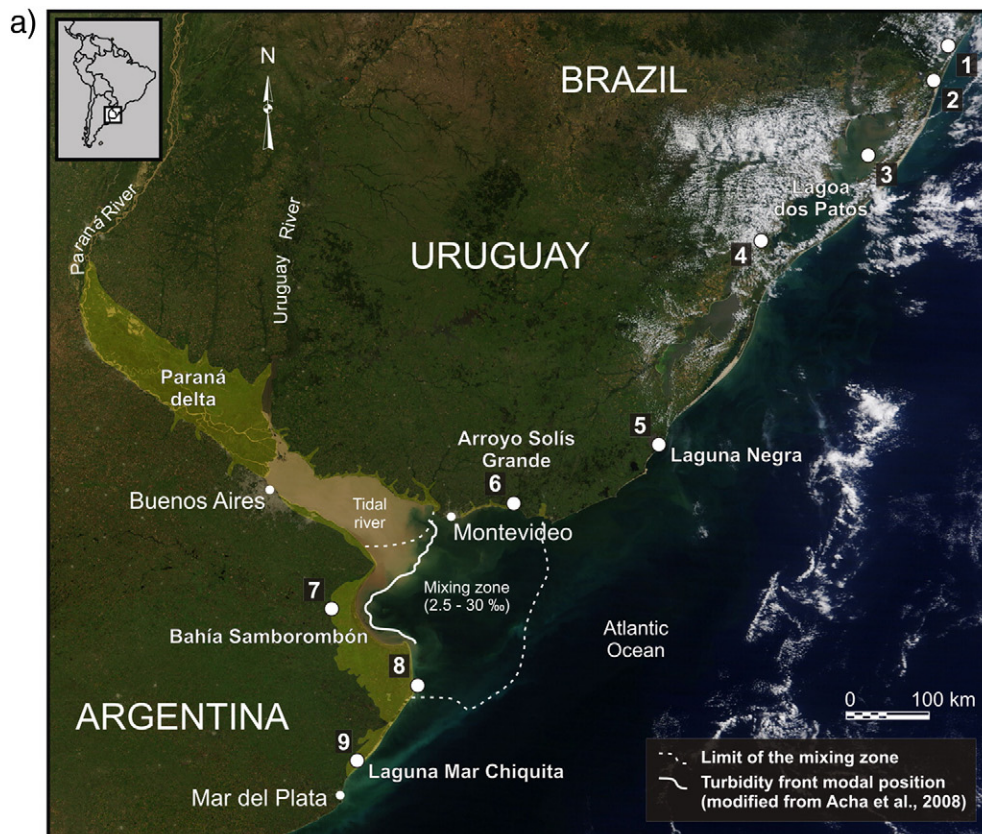 a)
N
BRAZIL
1
2
3
Lagoa
dos Patos
4
Paraná River
Uruguay River
URUGUAY
Paraná
delta
5
Laguna Negra
Arroyo Solís
Grande
6
Buenos Aires
Tidal
river
Montevideo
7
Mixing zone
(2.5 - 30 ‰)
Bahía Samborombón
Atlantic
Ocean
8
ARGENTINA
0 100 km
9
Laguna Mar Chiquita
Mar del Plata
Limit of the mixing zone
Turbidity front modal position
(modified from Acha et al., 2008)